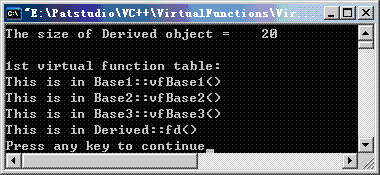 "E:\Patstudio\VC++\VirtualFunctions\Vir...
The size of Derived object =    20
1st virtual function table:
This is in Base1::vfBase1()
This is in Base2::vfBase2()
This is in Base3::vfBase3()
This is in Derived::fd()
Press any key to continue_